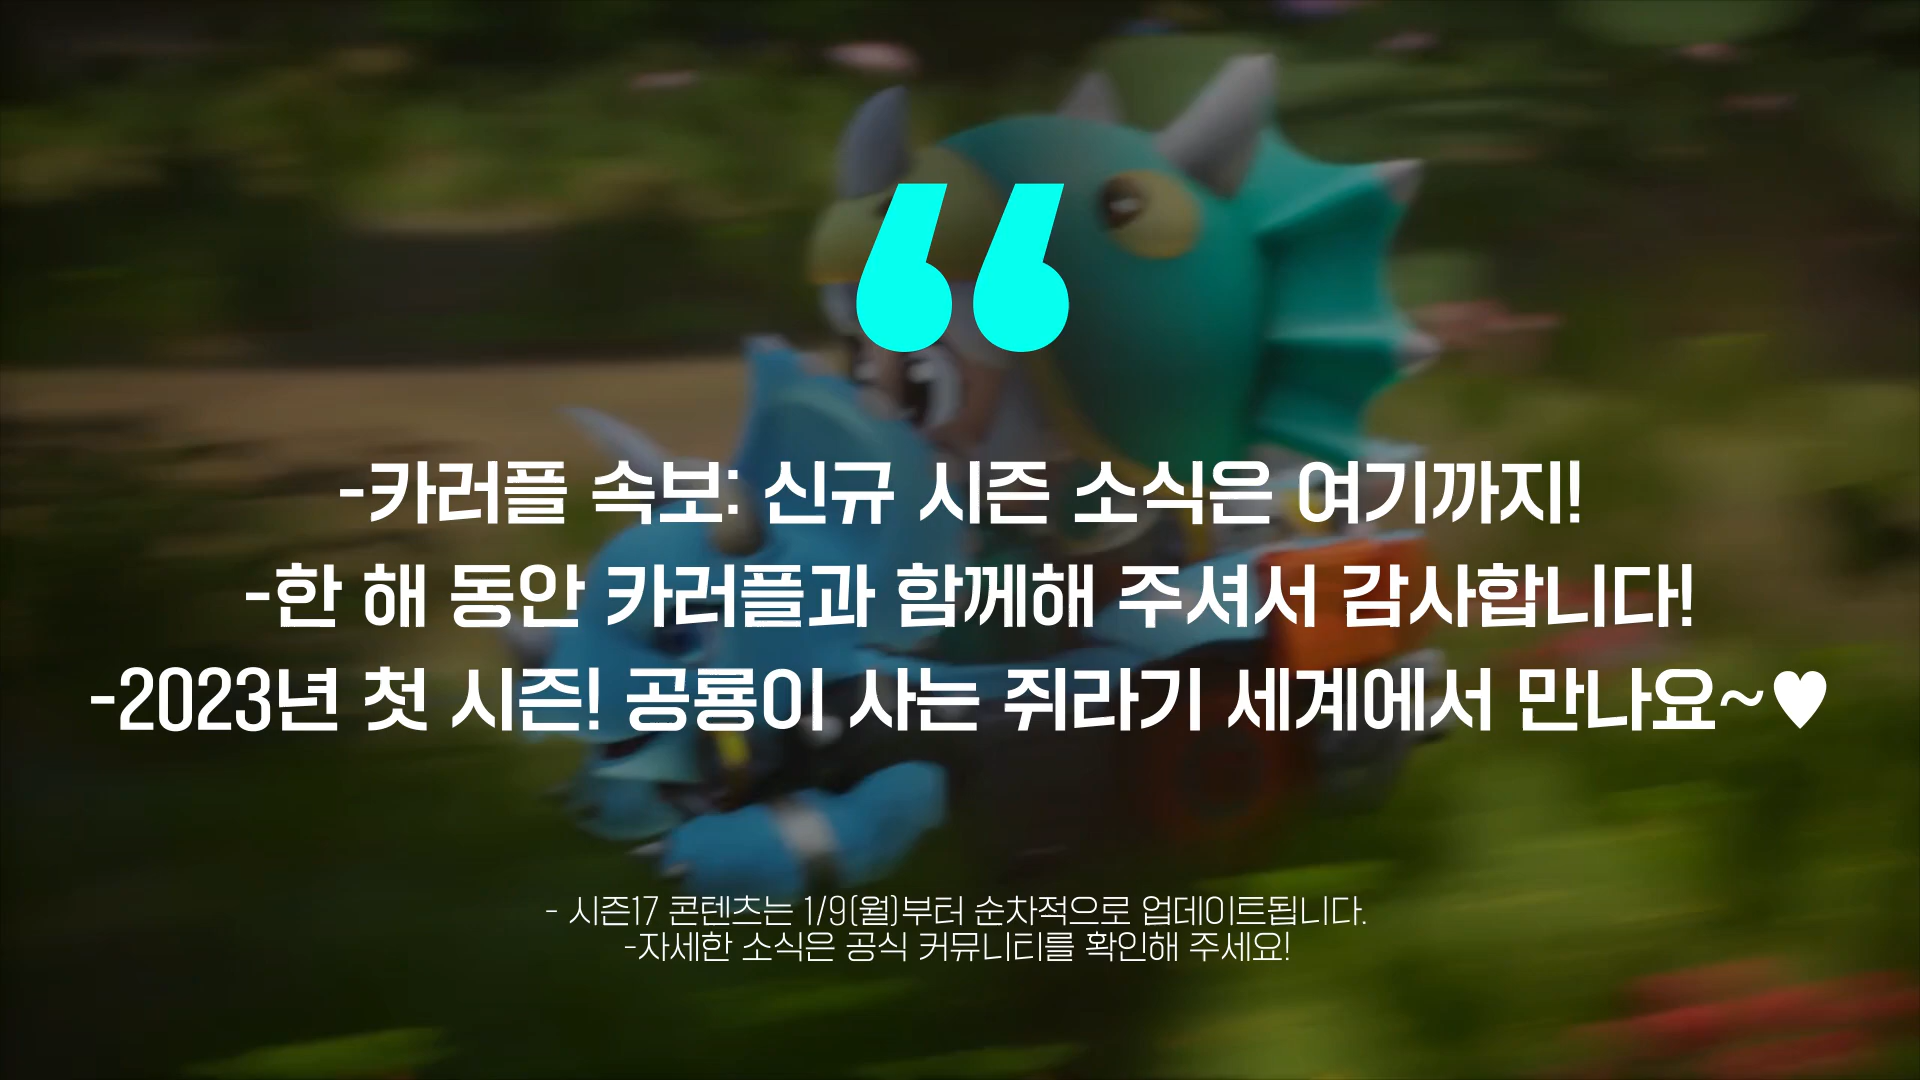 -카러플 속보: 신규 시즌 소식은 여기까지!
-한 해 동안 카러플과 함께해 주셔서 감사합니다!
-2023년 첫 시즌! 공룡이 사는 쥐라기 세계에서 만나요~♥
- 시즌17 콘텐츠는 1/9(월)부터 순차적으로 업데이트됩니다.
-자세한 소식은 공식 커뮤니티를 확인해 주세요!